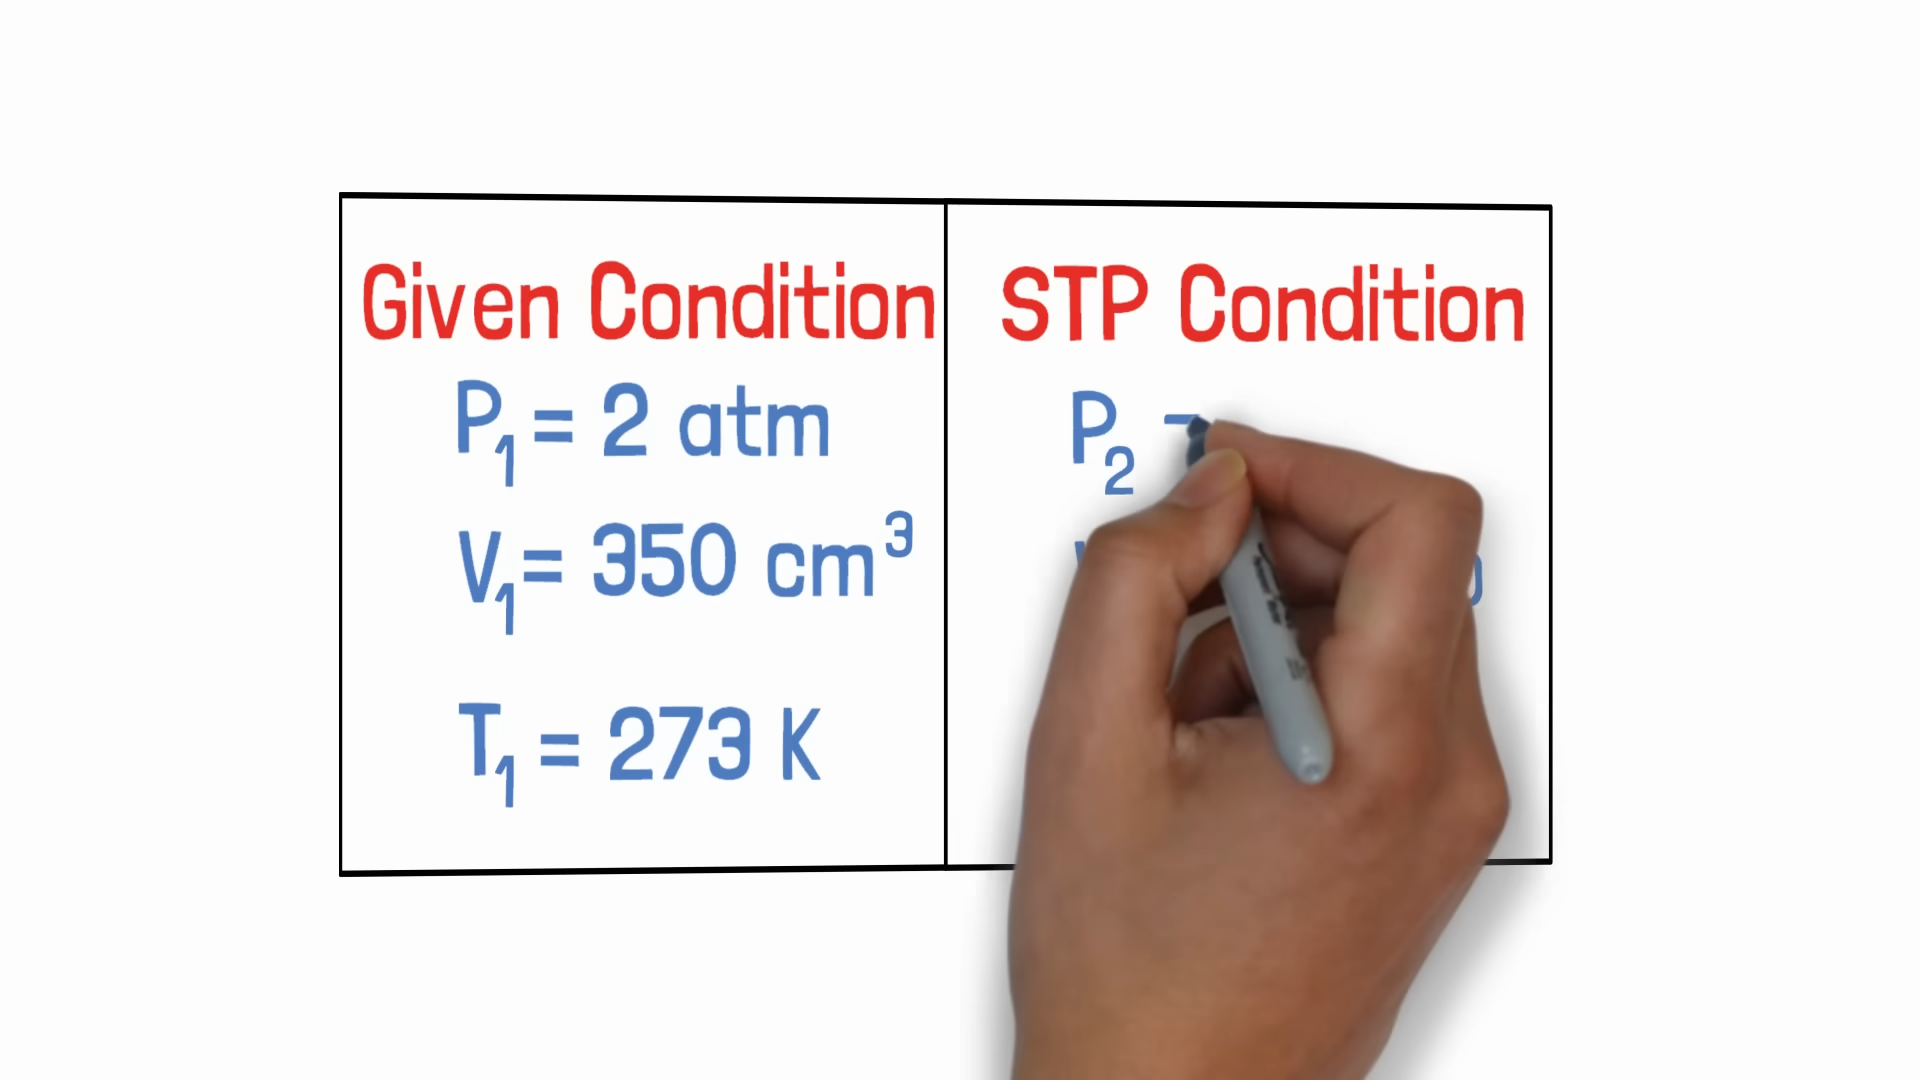 Given Condition
P₁ = 2 atm
V₁ = 350 cm³
T₁ = 273 K
STP Condition
P₂ =